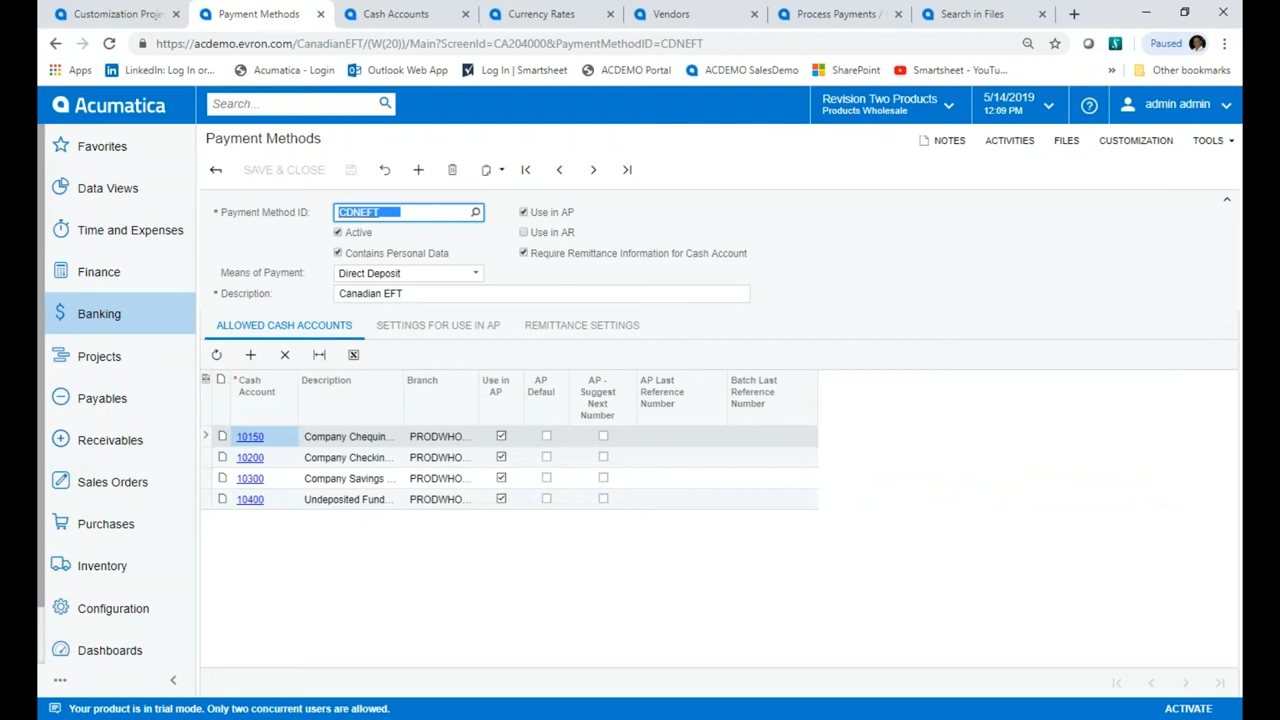 Customization Proje
Payment Methods
Cash Accounts
Currency Rates
Vendors
Process Payments /
Search in Files
https://acdemo.evron.com/CanadianEFT/(W(20))/Main?ScreenId=CA204000&PaymentMethodID=CDNEFT
Paused
Apps
LinkedIn: Log In or...
Acumatica - Login
Outlook Web App
Log In | Smartsheet
ACDEMO Portal
ACDEMO SalesDemo
SharePoint
Smartsheet - YouTu...
»
Other bookmarks
Acumatica
Search...
Revision Two Products
Products Wholesale
5/14/2019
12:09 PM
admin admin
Favorites
Data Views
Time and Expenses
Finance
Banking
Projects
Payables
Receivables
Sales Orders
Purchases
Inventory
Configuration
Dashboards
Payment Methods
NOTES
ACTIVITIES
FILES
CUSTOMIZATION
TOOLS
SAVE & CLOSE
* Payment Method ID: CDNEFT
Use in AP
Active
Use in AR
Contains Personal Data
Require Remittance Information for Cash Account
Means of Payment: Direct Deposit
* Description: Canadian EFT
ALLOWED CASH ACCOUNTS
SETTINGS FOR USE IN AP
REMITTANCE SETTINGS
* Cash Account
Description
Branch
Use in AP
AP Defaul
AP - Suggest Next Number
AP Last Reference Number
Batch Last Reference Number
10150 Company Chequin... PRODWHO...
10200 Company Checkin... PRODWHO...
10300 Company Savings ... PRODWHO...
10400 Undeposited Fund... PRODWHO...
Your product is in trial mode. Only two concurrent users are allowed.
ACTIVATE